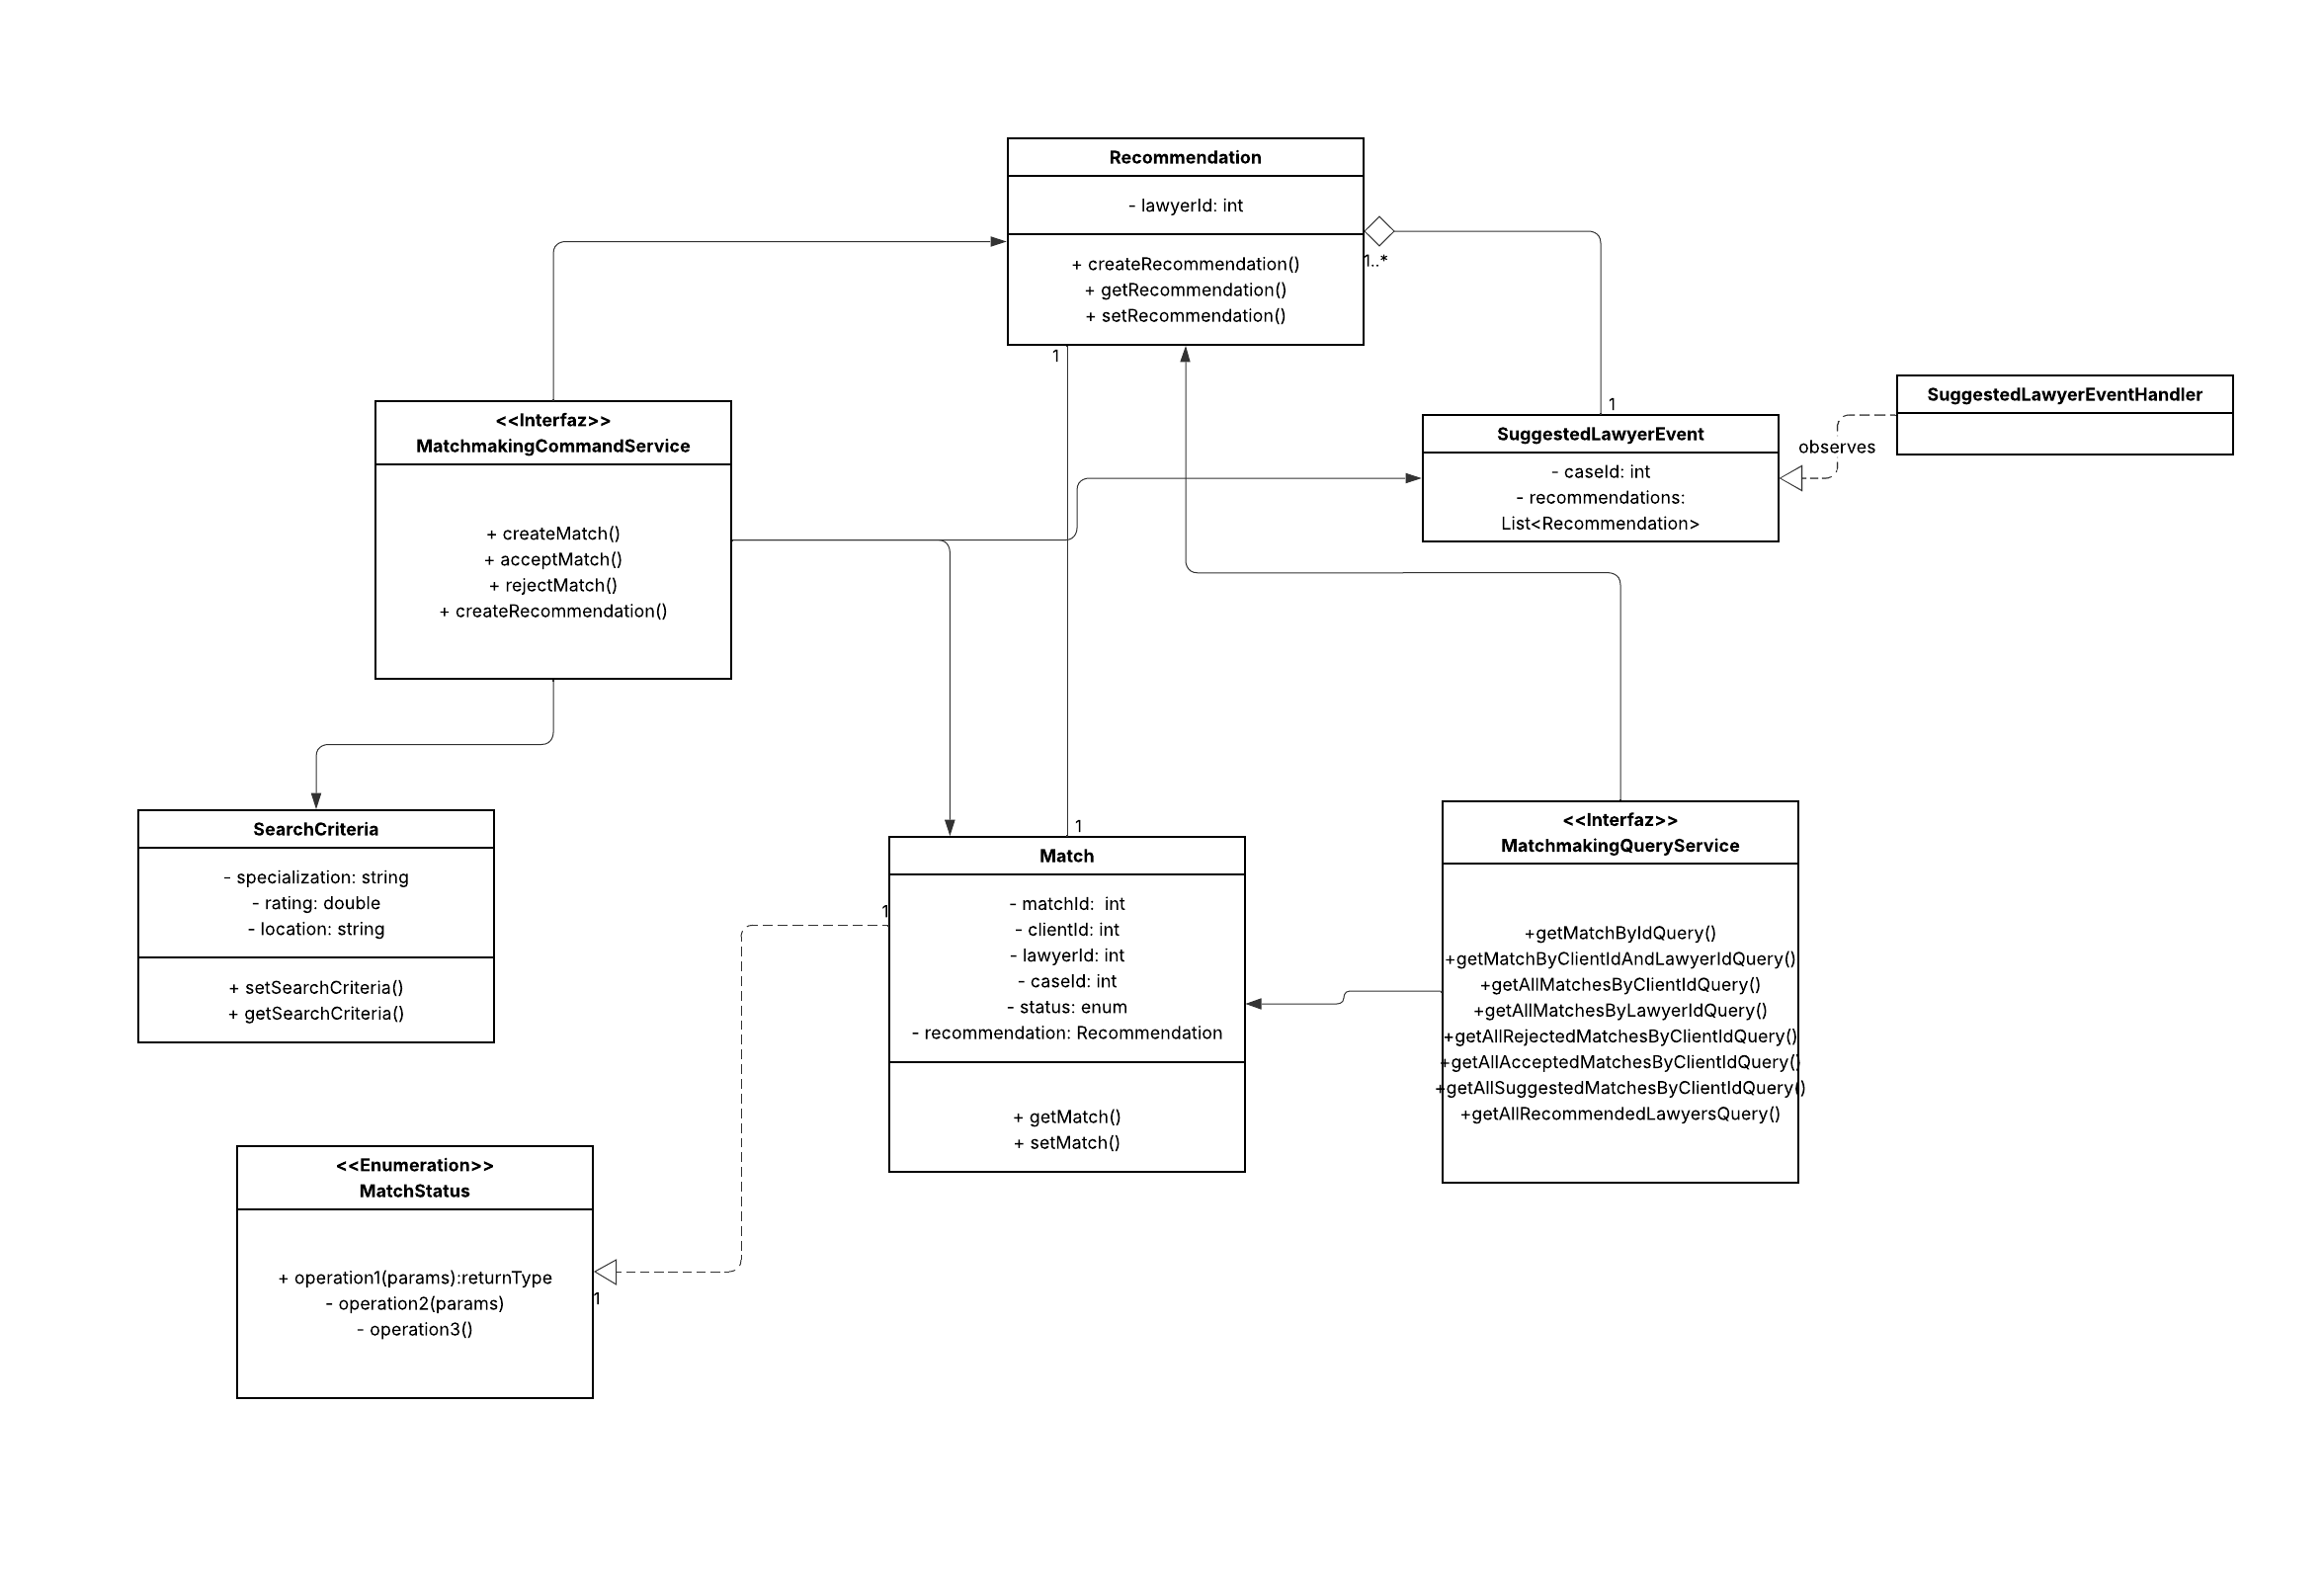 Recommendation
- lawyerId: int
+ createRecommendation()
+ getRecommendation()
+ setRecommendation()
1..*
1
<<Interfaz>>
MatchmakingCommandService
+ createMatch()
+ acceptMatch()
+ rejectMatch()
+ createRecommendation()
1
SuggestedLawyerEvent
- caseId: int
- recommendations:
List<Recommendation>
observes
SuggestedLawyerEventHandler
SearchCriteria
- specialization: string
- rating: double
- location: string
+ setSearchCriteria()
+ getSearchCriteria()
1
Match
- matchId:  int
- clientId: int
- lawyerId: int
- caseId: int
- status: enum
- recommendation: Recommendation
+ getMatch()
+ setMatch()
1
<<Interfaz>>
MatchmakingQueryService
+getMatchByIdQuery()
+getMatchByClientIdAndLawyerIdQuery()
+getAllMatchesByClientIdQuery()
+getAllMatchesByLawyerIdQuery()
+getAllRejectedMatchesByClientIdQuery()
+getAllAcceptedMatchesByClientIdQuery()
+getAllSuggestedMatchesByClientIdQuery()
+getAllRecommendedLawyersQuery()
<<Enumeration>>
MatchStatus
+ operation1(params):returnType
- operation2(params)
- operation3()
1